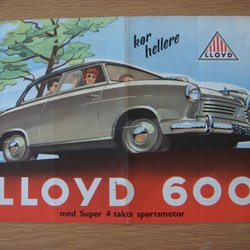 kør
hellere
LLOYD
LLOYD 600
med Super 4 takts sportsmotor